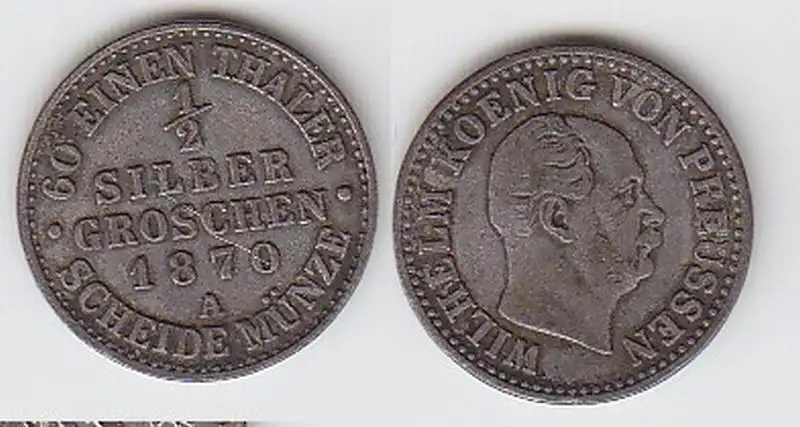 60 EINEN THALER
1/2
SILBER
GROSCHEN
1870
A
SCHEIDE MÜNZE
WILHELM KOENIG VON PREUSSEN